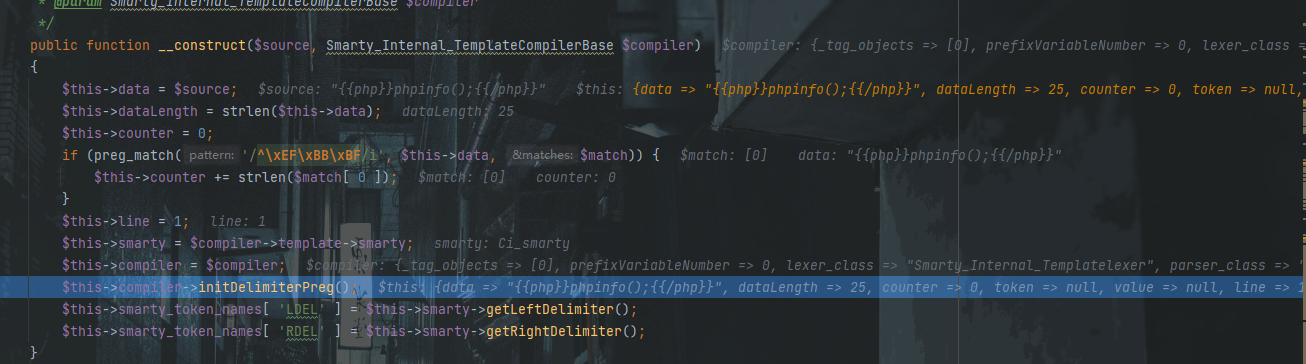 * @param Smarty_Internal_TemplateCompilerBase $compiler
*/
public function __construct($source, Smarty_Internal_TemplateCompilerBase $compiler) $compiler: {_tag_objects => [0], prefixVariableNumber => 0, lexer_class =
{
$this->data = $source; $source: "{{php}}phpinfo();{{/php}}" $this: {data => "{{php}}phpinfo();{{/php}}", dataLength => 25, counter => 0, token => null,
$this->dataLength = strlen($this->data); dataLength: 25
$this->counter = 0;
if (preg_match( pattern: '/^\xEF\xBB\xBF/i', $this->data, &matches: $match)) { $match: [0] data: "{{php}}phpinfo();{{/php}}"
$this->counter += strlen($match[ 0 ]); $match: [0] counter: 0
}
$this->line = 1; line: 1
$this->smarty = $compiler->template->smarty; smarty: Ci_smarty
$this->compiler = $compiler; $compiler: {_tag_objects => [0], prefixVariableNumber => 0, lexer_class => "Smarty_Internal_Templatelexer", parser_class => "
$this->compiler->initDelimiterPreg(); $this: {data => "{{php}}phpinfo();{{/php}}", dataLength => 25, counter => 0, token => null, value => null, line => 1
$this->smarty_token_names[ 'LDEL' ] = $this->smarty->getLeftDelimiter();
$this->smarty_token_names[ 'RDEL' ] = $this->smarty->getRightDelimiter();
}